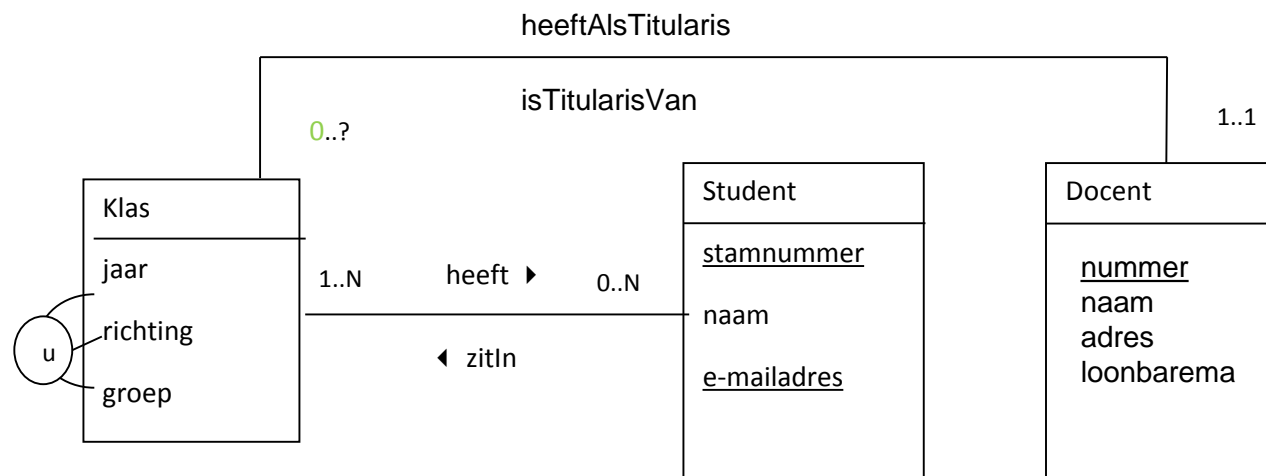 heeftAlsTitularis
isTitularisVan
0..?
1..1
Klas
jaar
richting
groep
u
1..N
heeft
0..N
zitIn
Student
stamnummer
naam
e-mailadres
Docent
nummer
naam
adres
loonbarema